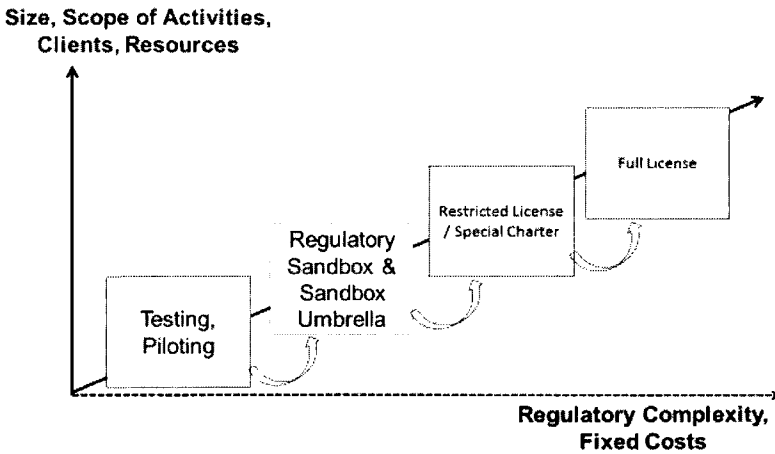 Size, Scope of Activities,
Clients, Resources
Full License
Restricted License
/ Special Charter
Regulatory
Sandbox &
Sandbox
Umbrella
Testing,
Piloting
Regulatory Complexity,
Fixed Costs